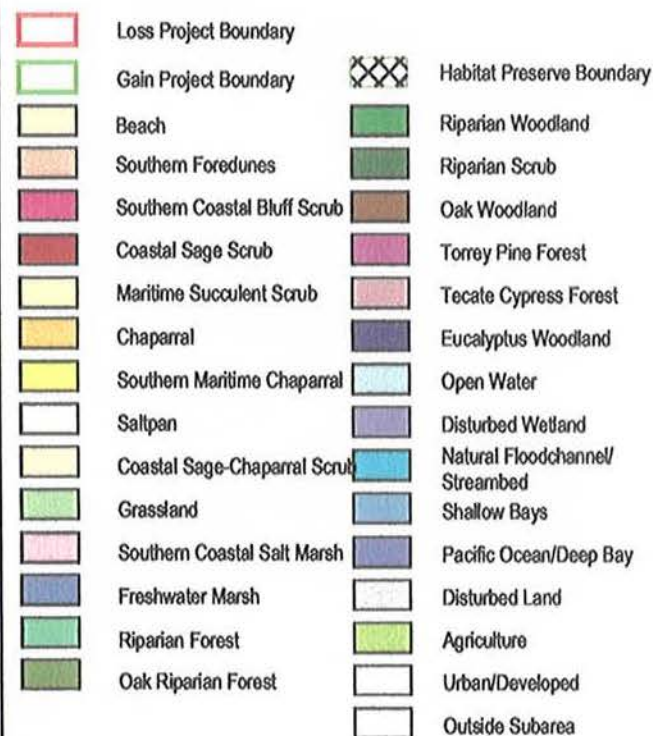 Loss Project Boundary
Gain Project Boundary
Beach
Southern Foredunes
Southern Coastal Bluff Scrub
Coastal Sage Scrub
Maritime Succulent Scrub
Chaparral
Southern Maritime Chaparral
Saltpan
Coastal Sage-Chaparral Scrub
Grassland
Southern Coastal Salt Marsh
Freshwater Marsh
Riparian Forest
Oak Riparian Forest
Habitat Preserve Boundary
Riparian Woodland
Riparian Scrub
Oak Woodland
Torrey Pine Forest
Tecate Cypress Forest
Eucalyptus Woodland
Open Water
Disturbed Wetland
Natural Floodchannel/
Streambed
Shallow Bays
Pacific Ocean/Deep Bay
Disturbed Land
Agriculture
Urban/Developed
Outside Subarea